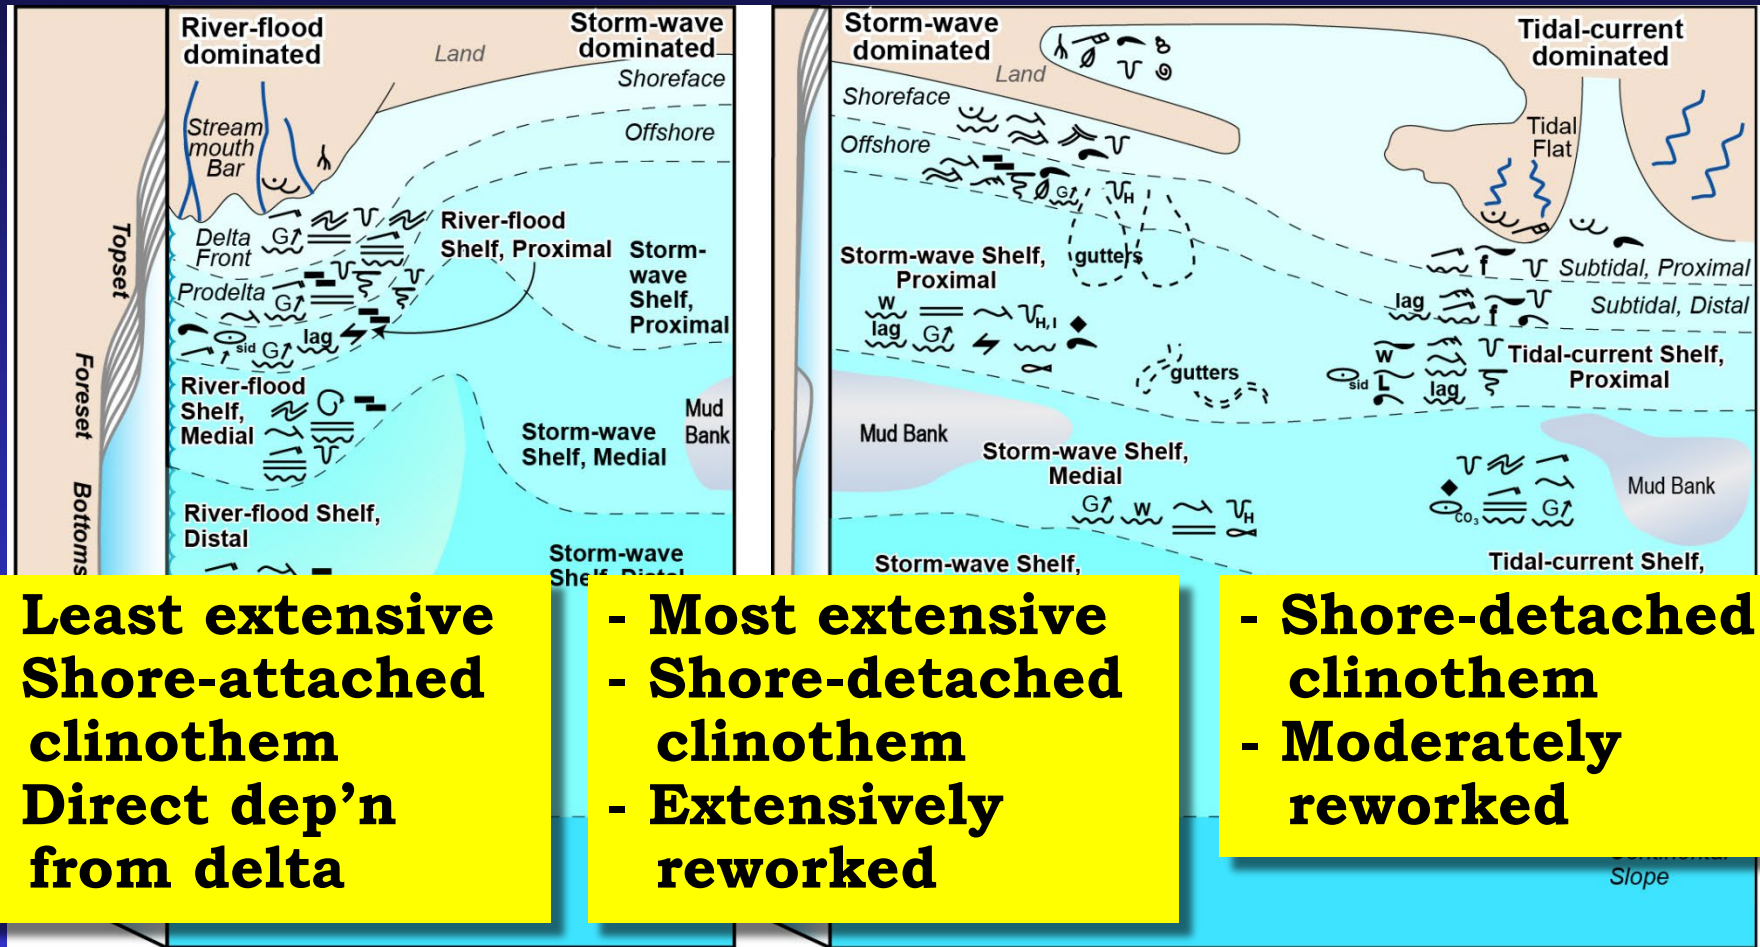 River-flood
dominated
Land
Storm-wave
dominated
Shoreface
Offshore
Stream
mouth
Bar
Delta
Front
G
Prodelta
G
sid
G
lag
River-flood
Shelf, Proximal
Storm-
wave
Shelf,
Proximal
River-flood
Shelf,
Medial
Storm-wave
Shelf, Medial
Mud
Bank
River-flood Shelf,
Distal
Storm-wave
Topset
Foreset
Bottoms
Storm-wave
dominated
Land
Shoreface
Offshore
G
H
Tidal-current
dominated
Tidal
Flat
Storm-wave Shelf,
Proximal
gutters
w
lag
G
H,I
gutters
f
Subtidal, Proximal
lag
f
Subtidal, Distal
w
sid
L
lag
Tidal-current Shelf,
Proximal
Mud Bank
Storm-wave Shelf,
Medial
G
w
H
CO3
G
Mud Bank
Storm-wave Shelf,
Tidal-current Shelf,
Least extensive
Shore-attached
clinothem
Direct dep’n
from delta
- Most extensive
- Shore-detached
clinothem
- Extensively
reworked
- Shore-detached
clinothem
- Moderately
reworked
Slope